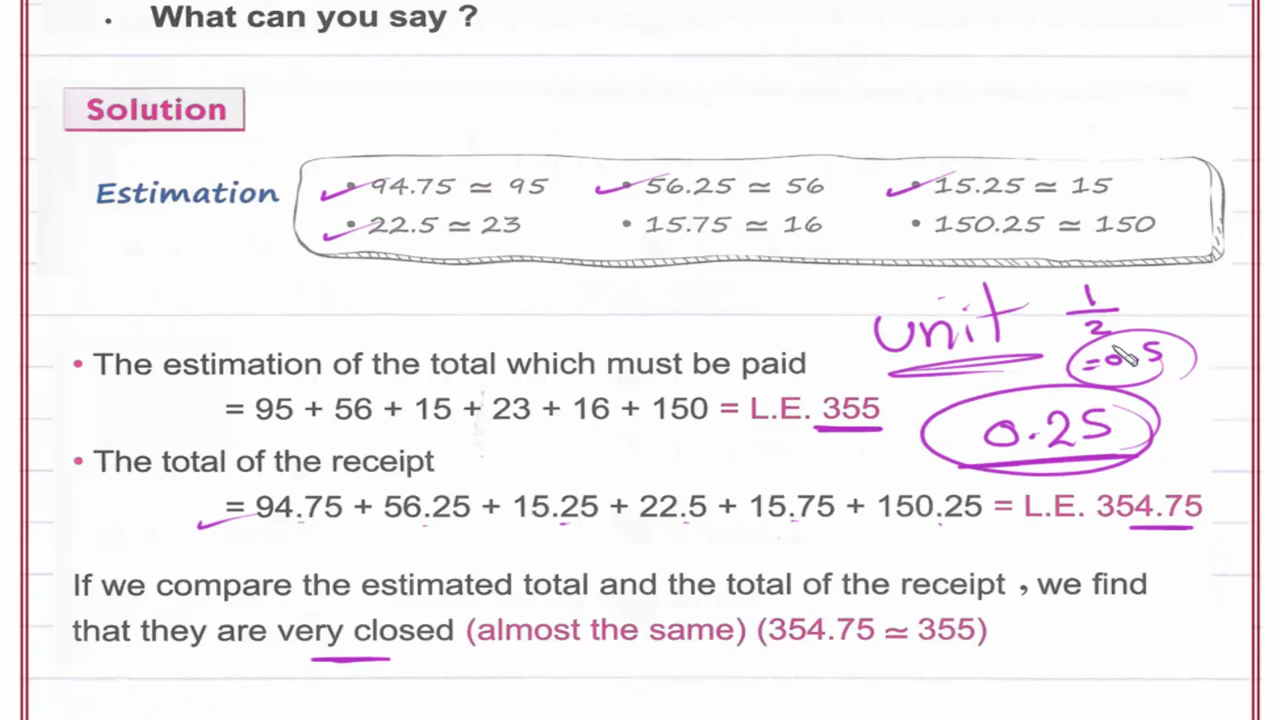 . What can you say ?
Solution
Estimation
• 94.75 ≃ 95 • 56.25 ≃ 56 • 15.25 ≃ 15
• 22.5 ≃ 23 • 15.75 ≃ 16 • 150.25 ≃ 150
unit 1/2
= 0.5
• The estimation of the total which must be paid
= 95 + 56 + 15 + 23 + 16 + 150 = L.E. 355
0.25
• The total of the receipt
= 94.75 + 56.25 + 15.25 + 22.5 + 15.75 + 150.25 = L.E. 354.75
If we compare the estimated total and the total of the receipt , we find
that they are very closed (almost the same) (354.75 ≃ 355)